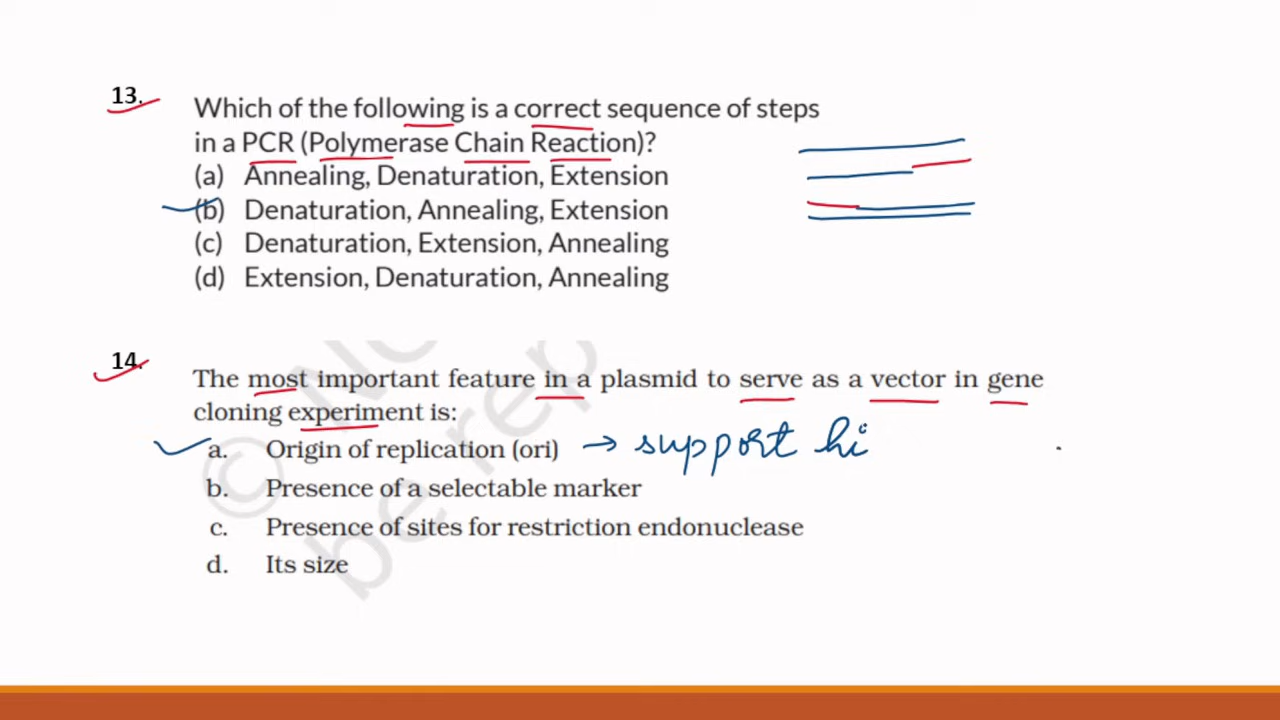 13.
Which of the following is a correct sequence of steps
in a PCR (Polymerase Chain Reaction)?
(a) Annealing, Denaturation, Extension
(b) Denaturation, Annealing, Extension
(c) Denaturation, Extension, Annealing
(d) Extension, Denaturation, Annealing
14.
The most important feature in a plasmid to serve as a vector in gene
cloning experiment is:
a. Origin of replication (ori) → support hi
b. Presence of a selectable marker
c. Presence of sites for restriction endonuclease
d. Its size